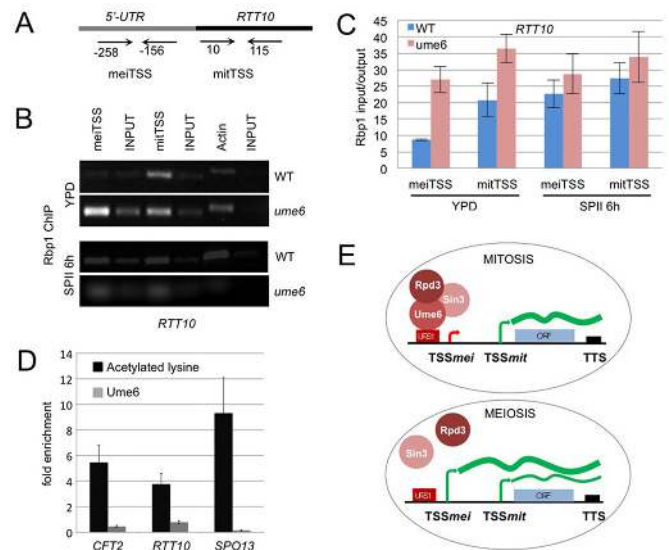 A
5'-UTR RTT10
-258 -156 10 115
meiTSS mitTSS
B
meiTSS INPUT mitTSS INPUT Actin INPUT
Rbp1 ChIP
YPD
WT
ume6
SPII 6h
WT
ume6
RTT10
C
RTT10
WT
ume6
Rbp1 input/output
45
40
35
30
25
20
15
10
5
0
meiTSS mitTSS meiTSS mitTSS
YPD SPII 6h
D
Acetylated lysine
Ume6
fold enrichment
14
12
10
8
6
4
2
0
CFT2 RTT10 SPO13
E
MITOSIS
Rpd3
Sin3
Ume6
URS1 ORF
TSSmei TSSmit TTS
MEIOSIS
Rpd3
Sin3
URS1 ORF
TSSmei TSSmit TTS